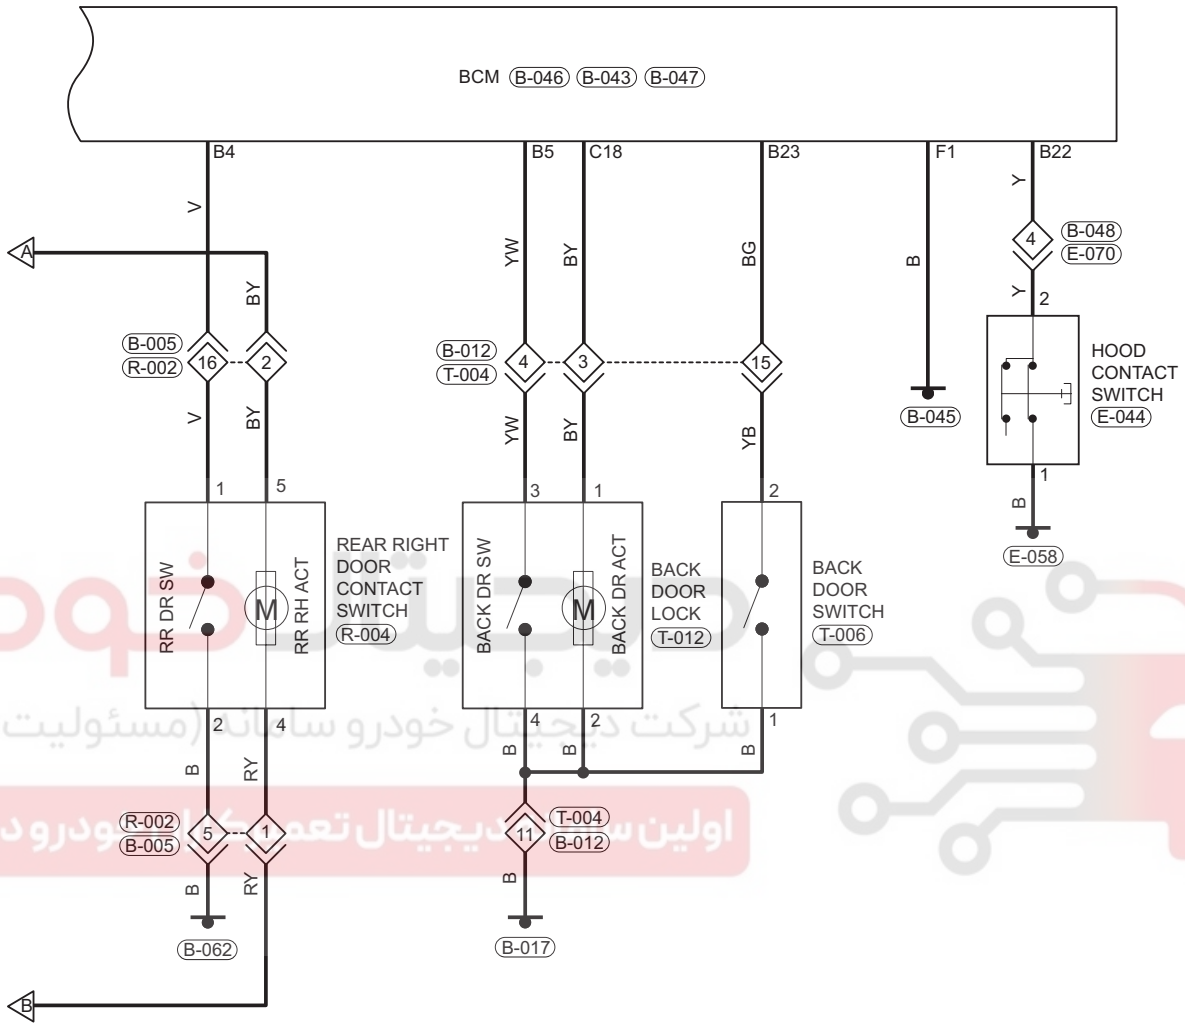 BCM B-046 B-043 B-047
B4
B5
C18
B23
F1
B22
V
YW
BY
BG
B
Y
A
BY
4
B-048
E-070
Y
2
B-005
R-002
16
2
B-012
T-004
4
3
15
HOOD
CONTACT
SWITCH
E-044
B-045
V
BY
YW
BY
YB
1
B
E-058
1
5
3
1
2
RR DR SW
M
RR RH ACT
REAR RIGHT
DOOR
CONTACT
SWITCH
R-004
BACK DR SW
M
BACK DR ACT
BACK
DOOR
LOCK
T-012
BACK
DOOR
SWITCH
T-006
دیجیتال خودرو
شرکت دیجیتال خودرو سامانه (مسئولیت
2
4
4
2
1
B
RY
B
B
B
R-002
B-005
5
1
T-004
B-012
11
اولین سامانه دیجیتال تعمیرکاران خودرو د
B
RY
B
B-062
B-017
B